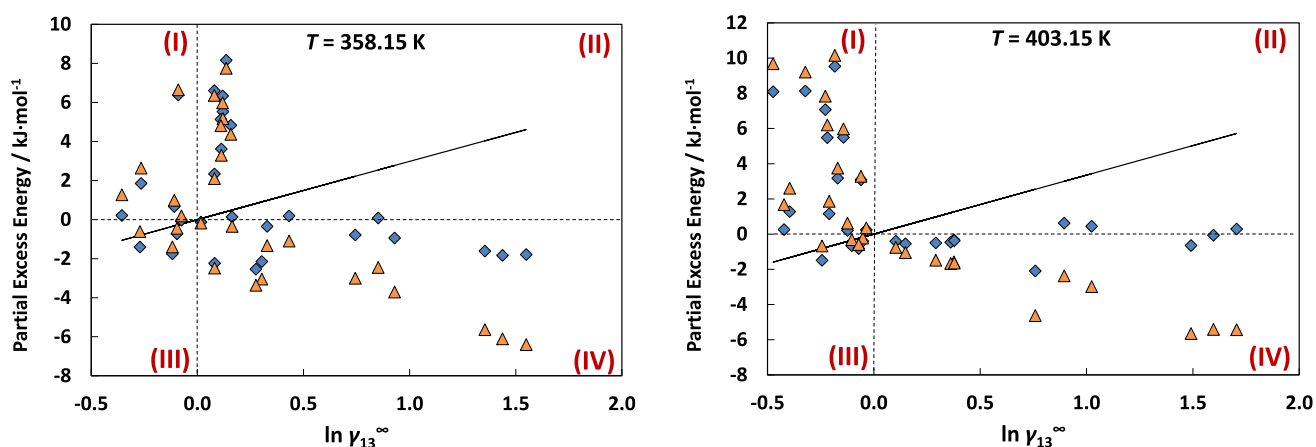 (I)
T = 358.15 K
(II)
Partial Excess Energy / kJ·mol⁻¹
10
8
6
4
2
0
-2
-4
-6
-8
(III)
(IV)
-0.5 0.0 0.5 1.0 1.5 2.0
ln γ₁₃^∞
(I)
T = 403.15 K
(II)
Partial Excess Energy / kJ·mol⁻¹
12
10
8
6
4
2
0
-2
-4
-6
-8
(III)
(IV)
-0.5 0.0 0.5 1.0 1.5 2.0
ln γ₁₃^∞